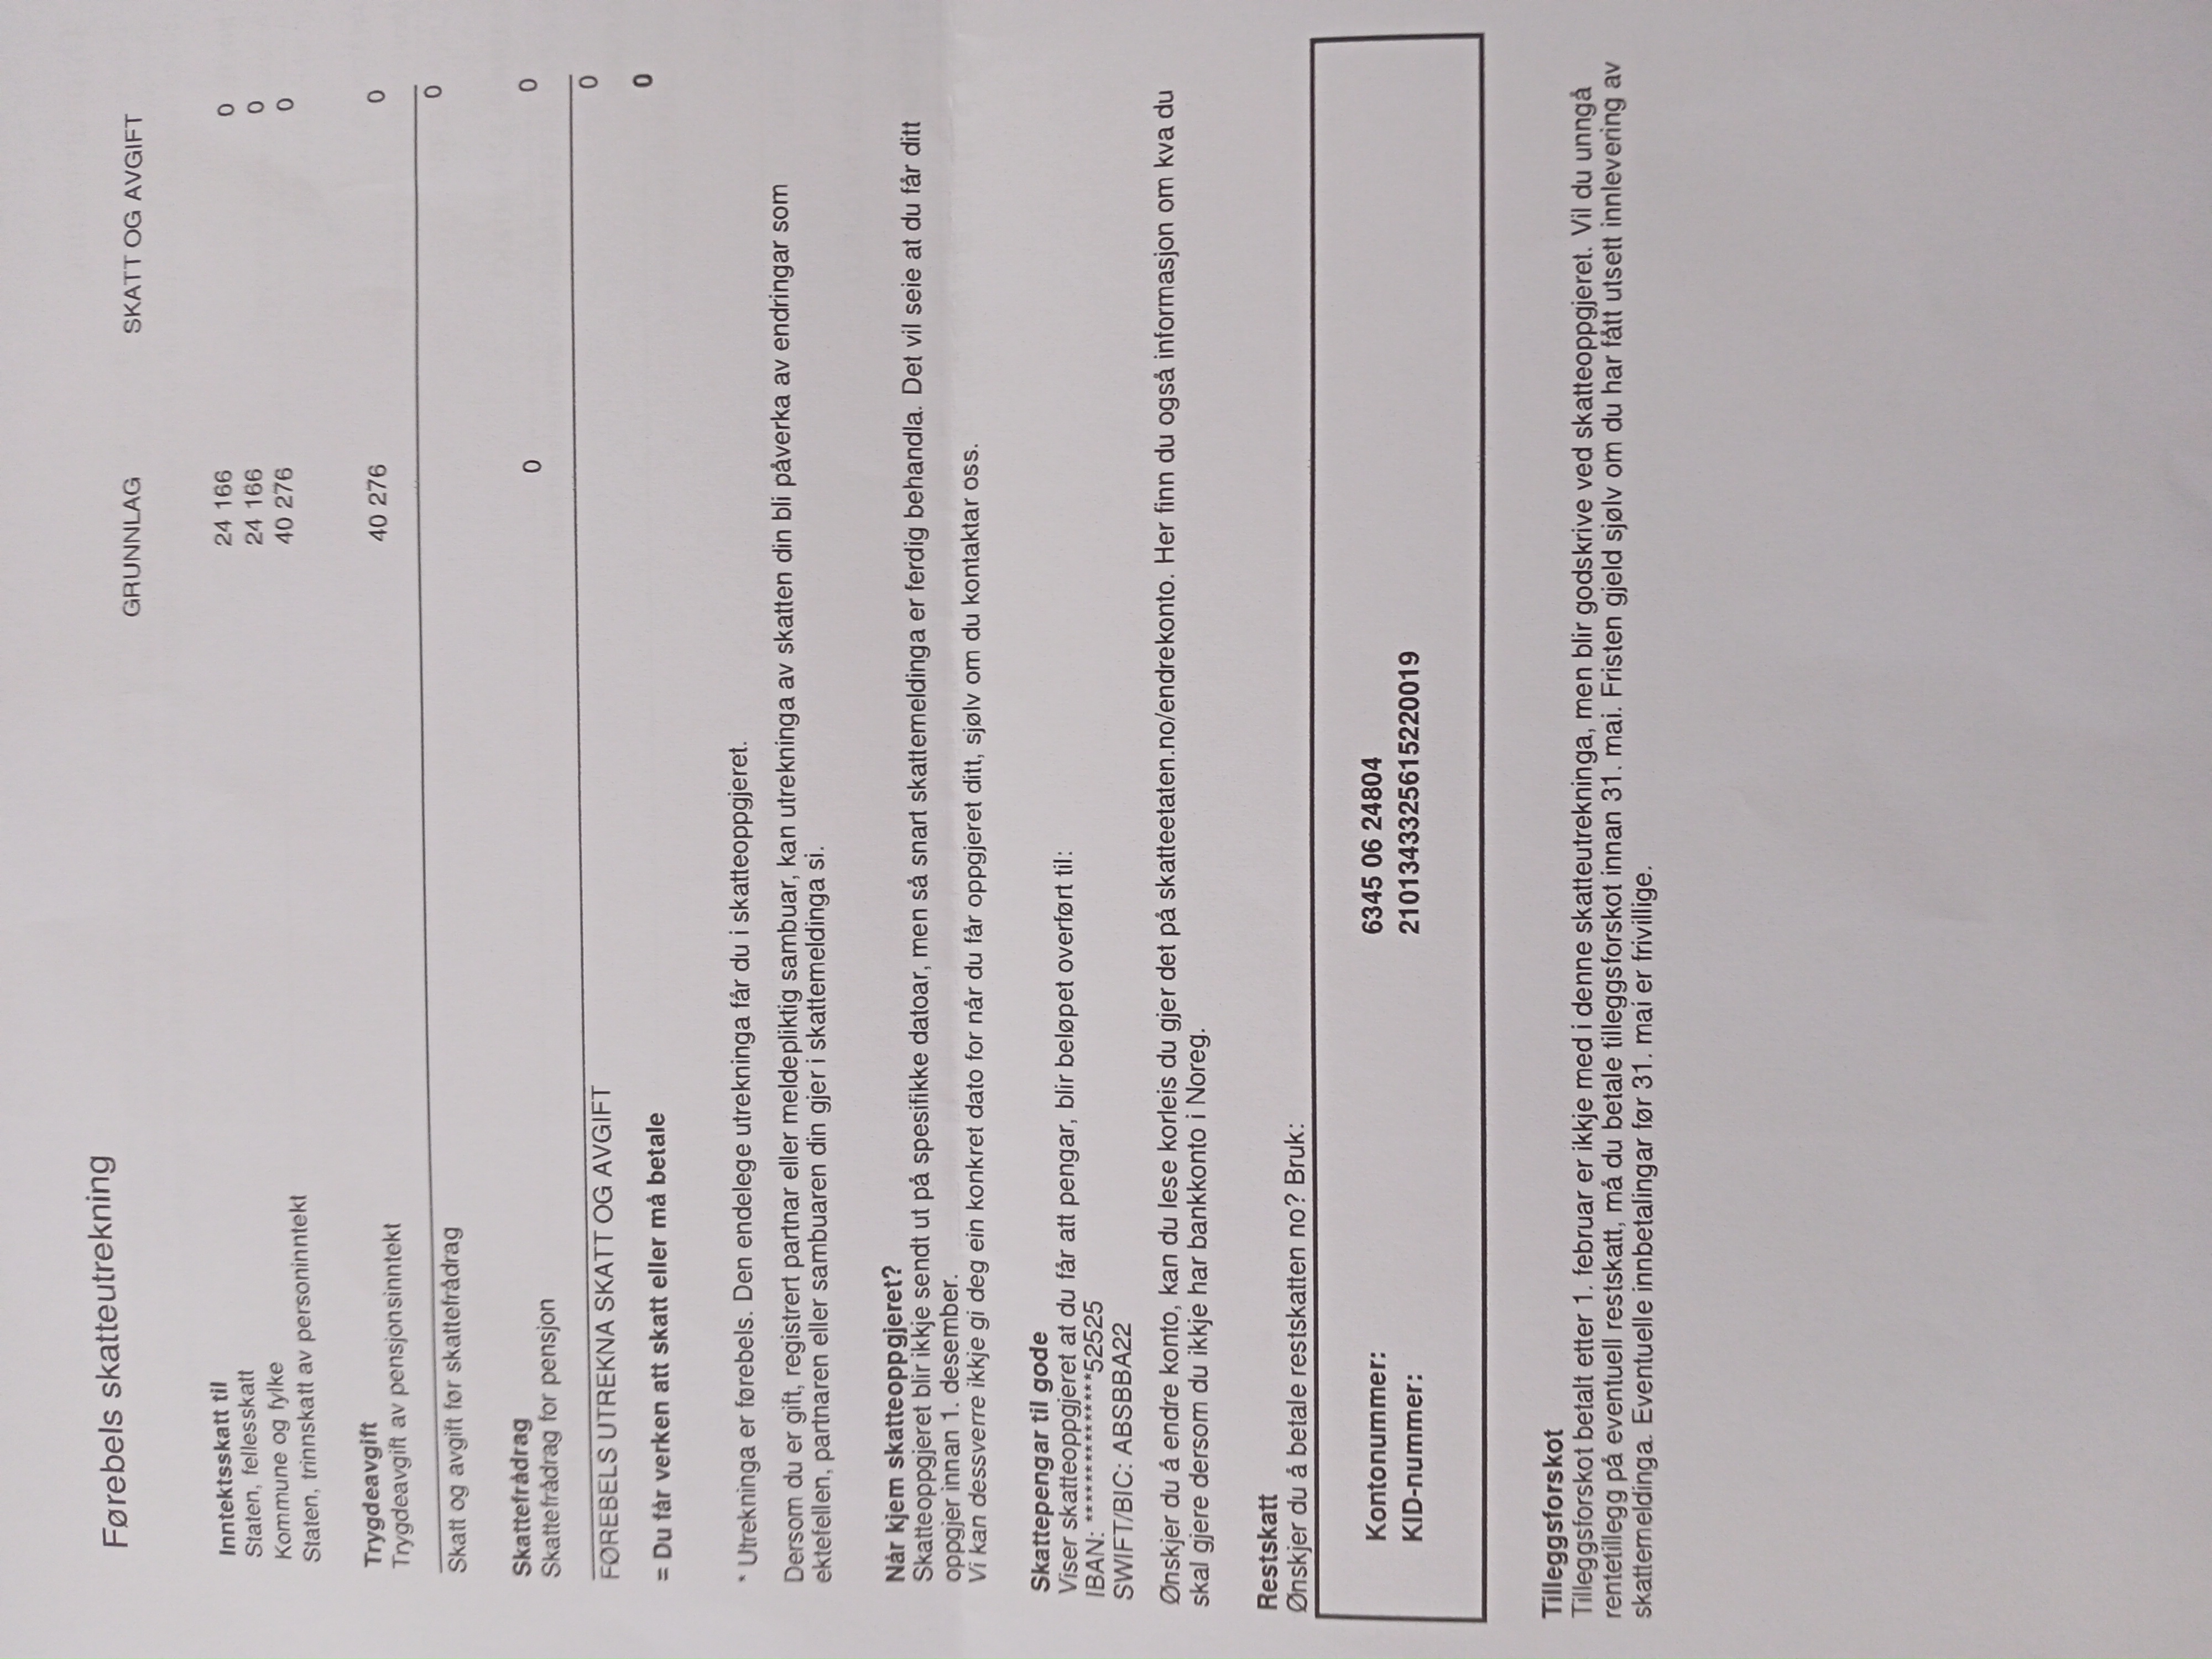 Førebels skatteutrekning
GRUNNLAG SKATT OG AVGIFT
Inntektsskatt til
Staten, fellesskatt 24 166 0
Kommune og fylke 24 166 0
Staten, trinnskatt av personinntekt 40 276 0
Trygdeavgift
Trygdeavgift av pensjonsinntekt 40 276 0
Skatt og avgift før skattefrådrag 0
Skattefrådrag
Skattefrådrag for pensjon 0 0
FØREBELS UTREKNA SKATT OG AVGIFT 0
= Du får verken att skatt eller må betale 0
* Utrekninga er førebels. Den endelege utrekninga får du i skatteoppgjeret.
Dersom du er gift, registrert partnar eller meldepliktig sambuar, kan utrekninga av skatten din bli påverka av endringar som
ektefellen, partnaren eller sambuaren din gjer i skattemeldinga si.
Når kjem skatteoppgjeret?
Skatteoppgjeret blir ikkje sendt ut på spesifikke datoar, men så snart skattemeldinga er ferdig behandla. Det vil seie at du får ditt
oppgjer innan 1. desember.
Vi kan dessverre ikkje gi deg ein konkret dato for når du får oppgjeret ditt, sjølv om du kontaktar oss.
Skattepengar til gode
Viser skatteoppgjeret at du får att pengar, blir beløpet overført til:
IBAN: ***************52525
SWIFT/BIC: ABSBBA22
Ønskjer du å endre konto, kan du lese korleis du gjer det på skatteetaten.no/endrekonto. Her finn du også informasjon om kva du
skal gjere dersom du ikkje har bankkonto i Noreg.
Restskatt
Ønskjer du å betale restskatten no? Bruk:
Kontonummer: 6345 06 24804
KID-nummer: 2101343325615220019
Tilleggsforskot
Tilleggsforskot betalt etter 1. februar er ikkje med i denne skatteutrekninga, men blir godskrive ved skatteoppgjeret. Vil du unngå
rentetillegg på eventuell restskatt, må du betale tilleggsforskot innan 31. mai. Fristen gjeld sjølv om du har fått utsett innlevering av
skattemeldinga. Eventuelle innbetalingar før 31. mai er frivillige.